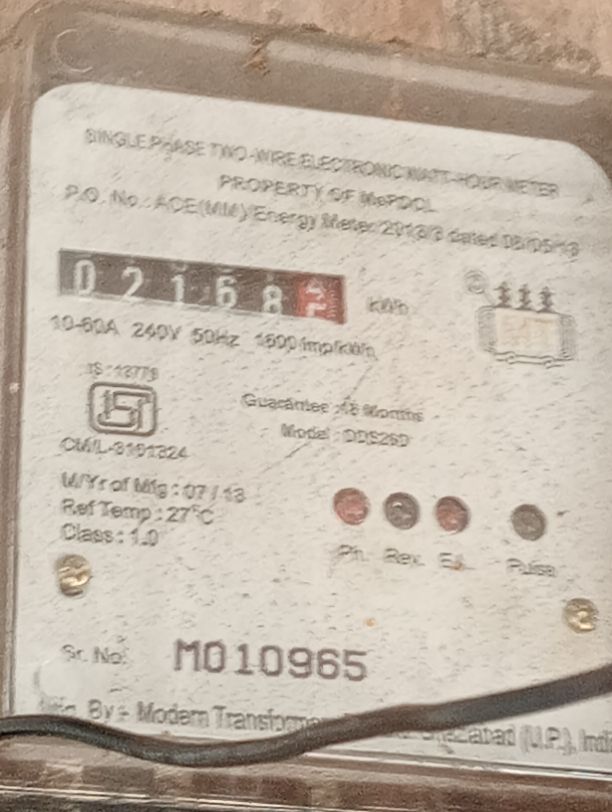 SINGLE PHASE TWO-WIRE ELECTRONIC WATT-HOUR METER
PROPERTY OF MePDCL
P.O. No.: ACE(MM)/Energy Meter 2013/3 dated 08/05/13
0 2 1 6 8
kWh
10-60A 240V 50Hz 1600 imp/kWh
IS : 13779
CM/L-3101324
Guarantee : 18 Months
Model : DDS26D
M/Yr of Mfg : 07 / 13
Ref Temp : 27°C
Class : 1.0
Ph. Rev. E.L. Pulse
Sr. No. M010965
By :- Modern Transformer Ghaziabad (U.P.), Indi